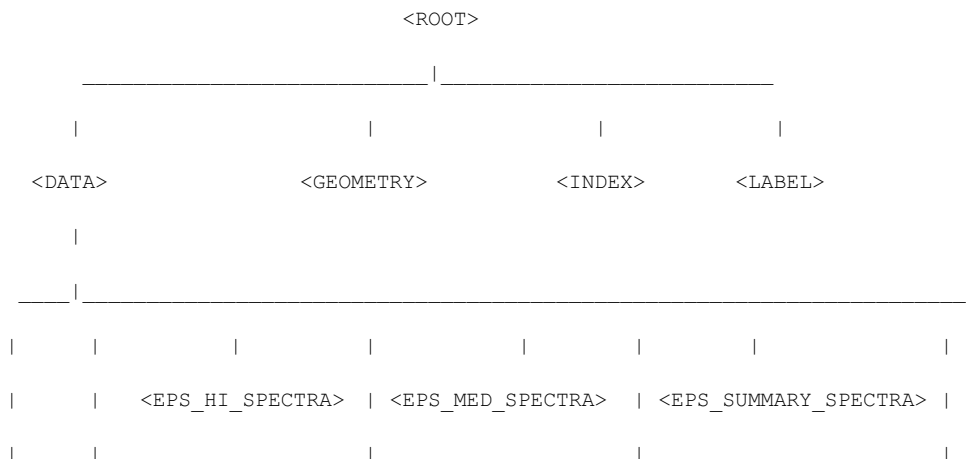 <ROOT>
<DATA> <GEOMETRY> <INDEX> <LABEL>
<EPS_HI_SPECTRA> | <EPS_MED_SPECTRA> | <EPS_SUMMARY_SPECTRA> |